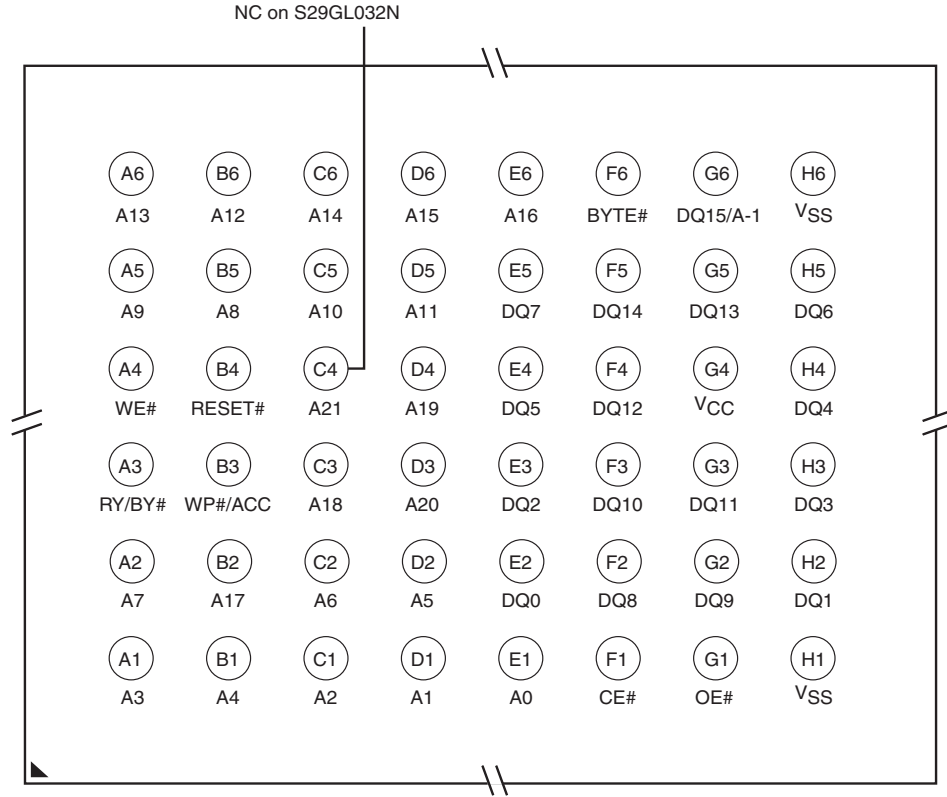 NC on S29GL032N
A6 B6 C6 D6 E6 F6 G6 H6
A13 A12 A14 A15 A16 BYTE# DQ15/A-1 VSS
A5 B5 C5 D5 E5 F5 G5 H5
A9 A8 A10 A11 DQ7 DQ14 DQ13 DQ6
A4 B4 C4 D4 E4 F4 G4 H4
WE# RESET# A21 A19 DQ5 DQ12 VCC DQ4
A3 B3 C3 D3 E3 F3 G3 H3
RY/BY# WP#/ACC A18 A20 DQ2 DQ10 DQ11 DQ3
A2 B2 C2 D2 E2 F2 G2 H2
A7 A17 A6 A5 DQ0 DQ8 DQ9 DQ1
A1 B1 C1 D1 E1 F1 G1 H1
A3 A4 A2 A1 A0 CE# OE# VSS